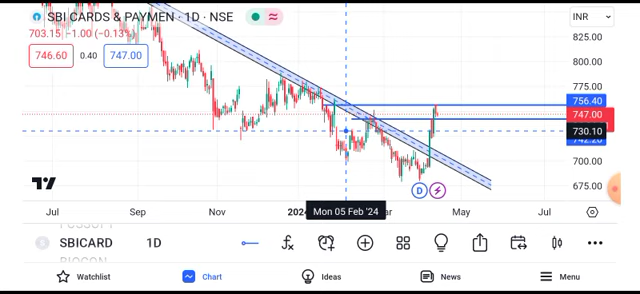 SBI CARDS & PAYMEN · 1D · NSE
INR
703.15 −1.00 (−0.13%)
746.60 0.40 747.00
825.00
800.00
775.00
756.40
747.00
730.10
742.20
700.00
675.00
D
Jul Sep Nov 2024 Mon 05 Feb '24 Mar May Jul
SBICARD 1D
Watchlist Chart Ideas News Menu